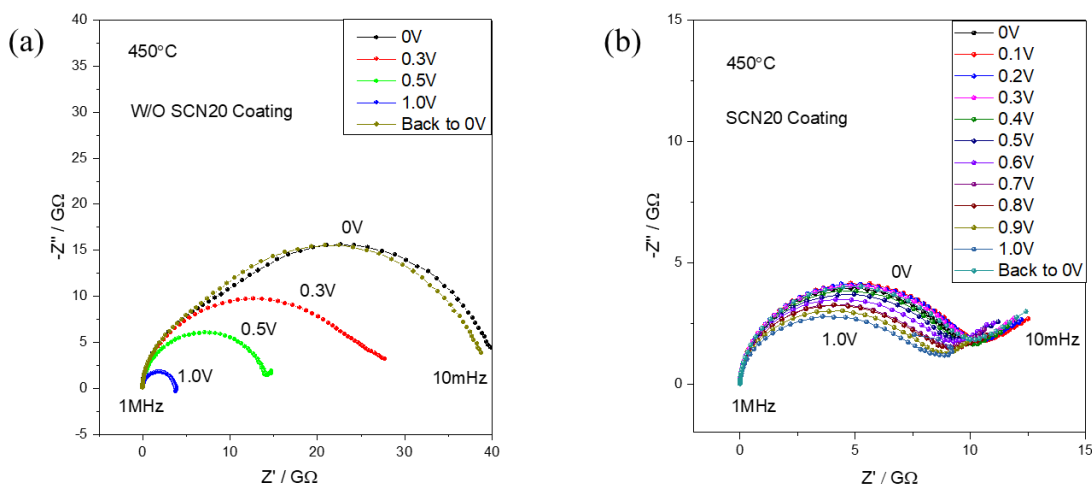 (a)
40
35
30
25
20
15
10
5
0
-5
-Z'' / GΩ
450°C
W/O SCN20 Coating
0V
0.3V
0.5V
1.0V
Back to 0V
0V
0.3V
0.5V
1.0V
10mHz
1MHz
0
10
20
30
40
Z' / GΩ
(b)
15
10
5
0
-Z'' / GΩ
450°C
SCN20 Coating
0V
0.1V
0.2V
0.3V
0.4V
0.5V
0.6V
0.7V
0.8V
0.9V
1.0V
Back to 0V
0V
1.0V
10mHz
1MHz
0
5
10
15
Z' / GΩ